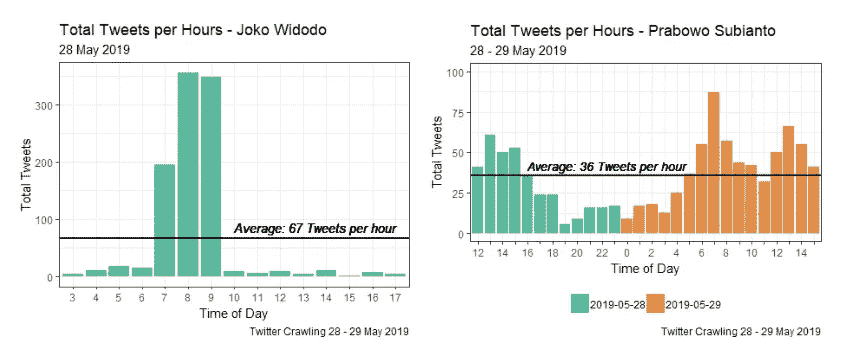 Total Tweets per Hours - Joko Widodo
28 May 2019
Total Tweets
300
200
100
0
Average: 67 Tweets per hour
3 4 5 6 7 8 9 10 11 12 13 14 15 16 17
Time of Day
Twitter Crawling 28 - 29 May 2019
Total Tweets per Hours - Prabowo Subianto
28 - 29 May 2019
Total Tweets
100
75
50
25
0
Average: 36 Tweets per hour
12 14 16 18 20 22 0 2 4 6 8 10 12 14
Time of Day
2019-05-28 2019-05-29
Twitter Crawling 28 - 29 May 2019